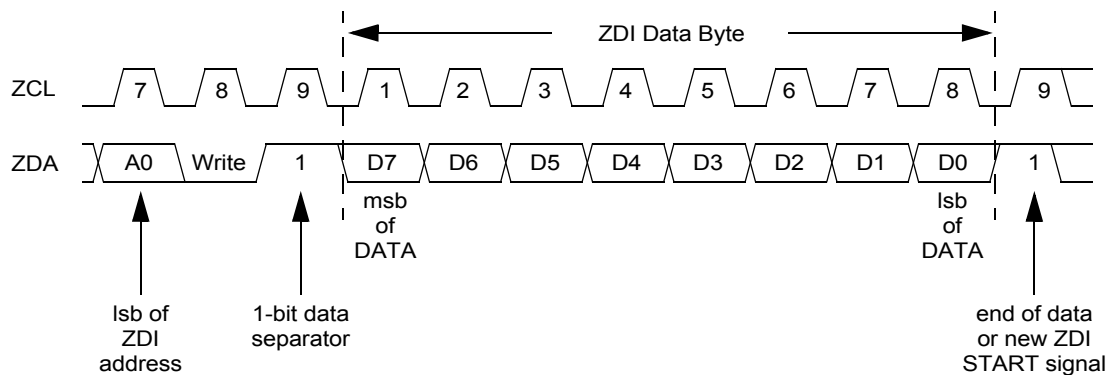 ZDI Data Byte
ZCL 7 8 9 1 2 3 4 5 6 7 8 9
ZDA A0 Write 1 D7 D6 D5 D4 D3 D2 D1 D0 1
msb
of
DATA
lsb
of
DATA
lsb of
ZDI
address
1-bit data
separator
end of data
or new ZDI
START signal